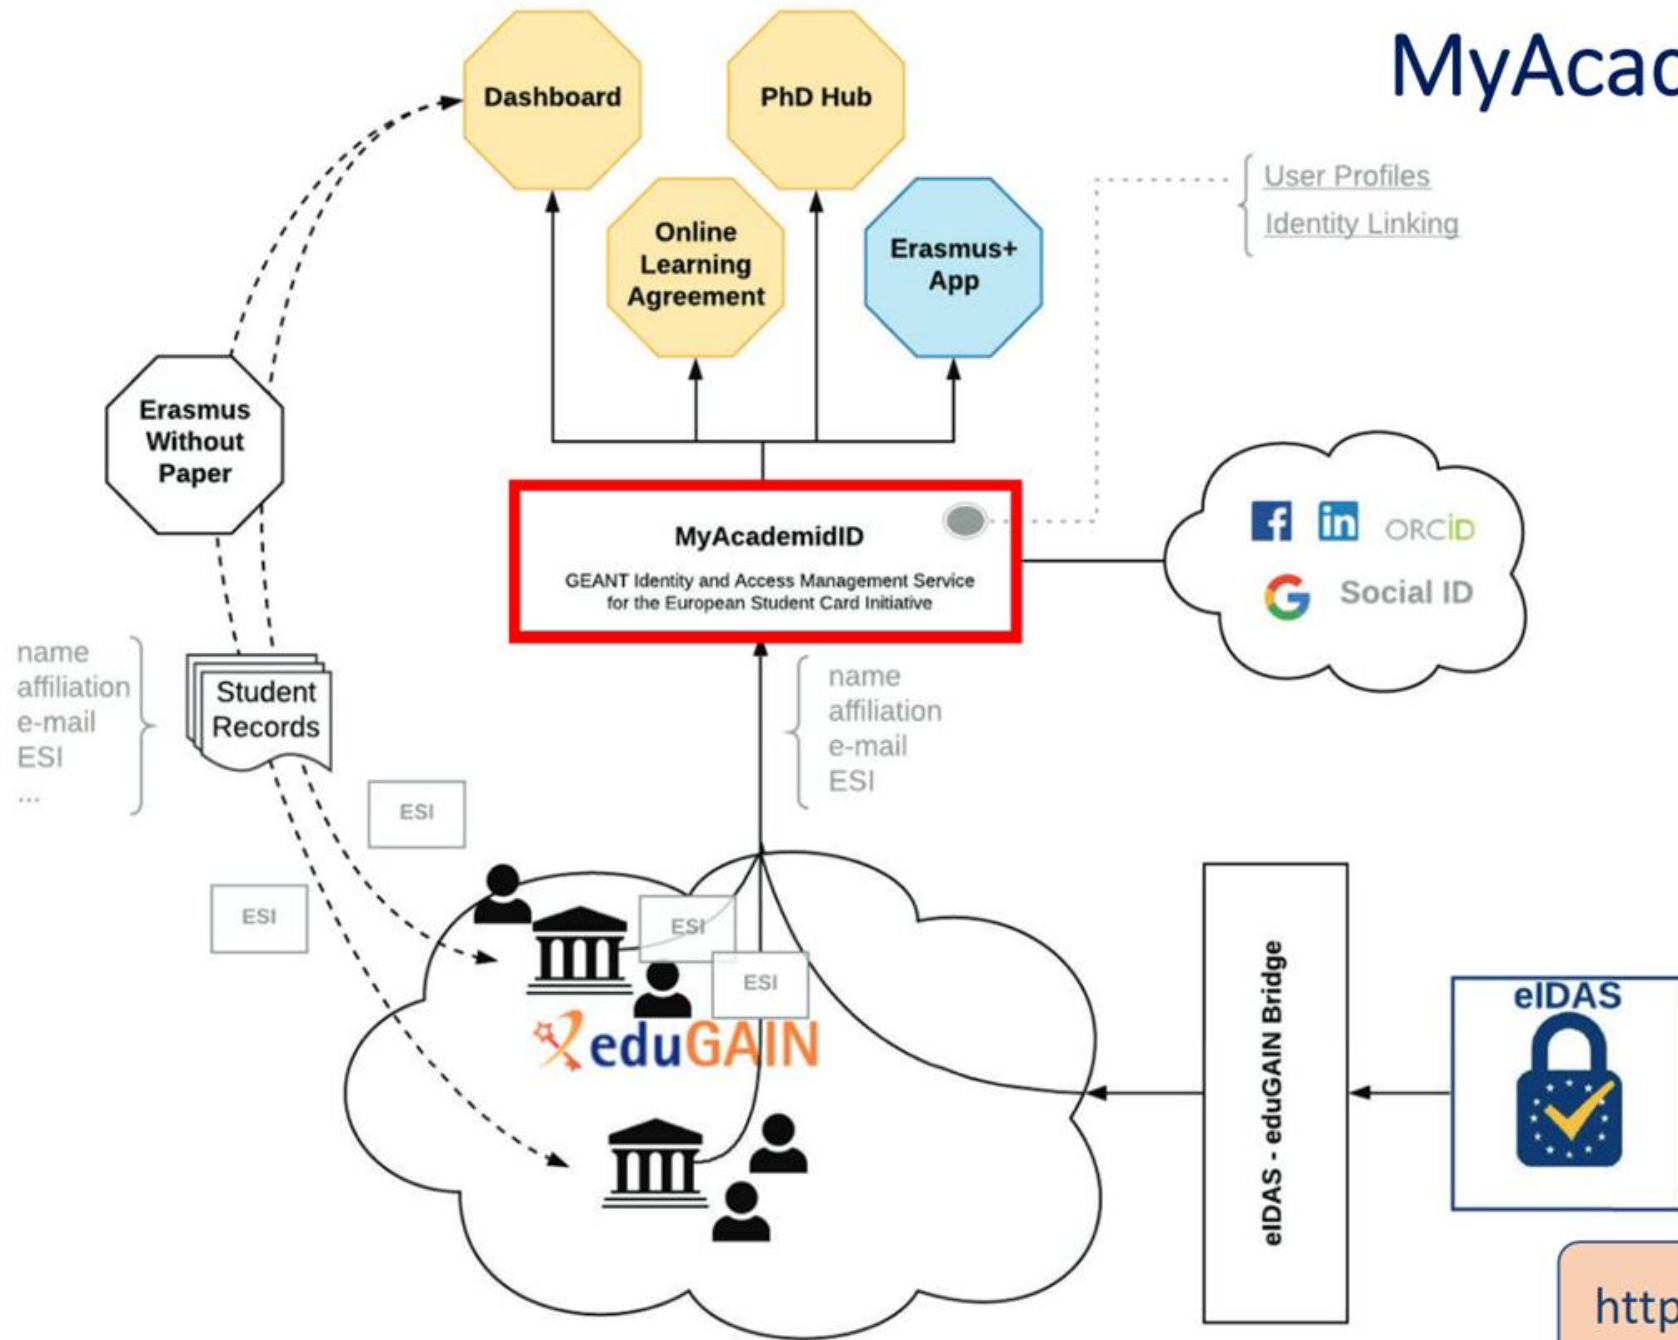 MyAcad
Dashboard
PhD Hub
User Profiles
Identity Linking
Online
Learning
Agreement
Erasmus+
App
Erasmus
Without
Paper
MyAcademidID
GEANT Identity and Access Management Service
for the European Student Card Initiative
in ORCiD
Social ID
name
affiliation
e-mail
ESI
...
Student
Records
name
affiliation
e-mail
ESI
ESI
ESI
ESI
ESI
eduGAIN
eIDAS - eduGAIN Bridge
eIDAS
http